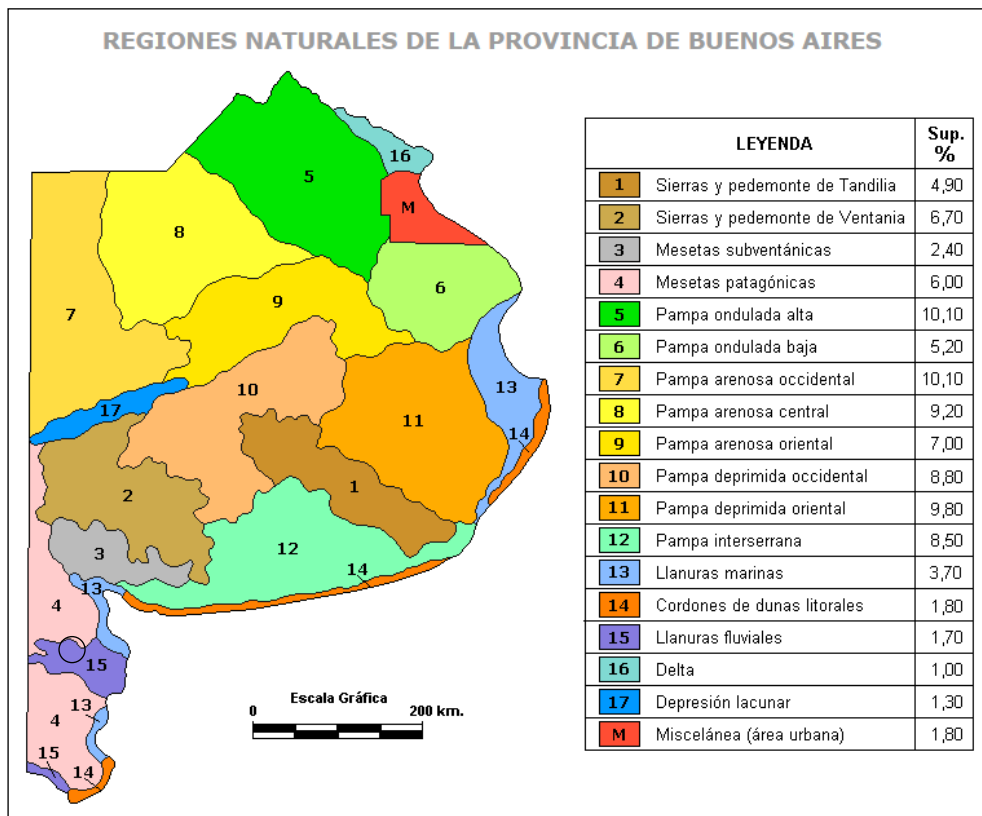 REGIONES NATURALES DE LA PROVINCIA DE BUENOS AIRES
16
5
M
8
6
9
7
13
10
17
11
14
1
2
12
3
14
13
4
15
4
13
15
14
Escala Gráfica
0 200 km.
LEYENDA Sup. %
1 Sierras y pedemonte de Tandilia 4,90
2 Sierras y pedemonte de Ventania 6,70
3 Mesetas subventánicas 2,40
4 Mesetas patagónicas 6,00
5 Pampa ondulada alta 10,10
6 Pampa ondulada baja 5,20
7 Pampa arenosa occidental 10,10
8 Pampa arenosa central 9,20
9 Pampa arenosa oriental 7,00
10 Pampa deprimida occidental 8,80
11 Pampa deprimida oriental 9,80
12 Pampa interserrana 8,50
13 Llanuras marinas 3,70
14 Cordones de dunas litorales 1,80
15 Llanuras fluviales 1,70
16 Delta 1,00
17 Depresión lacunar 1,30
M Miscelánea (área urbana) 1,80